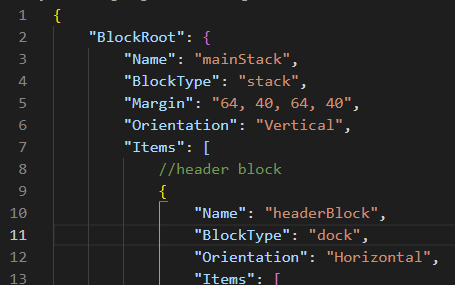 1 {
2 "BlockRoot": {
3 "Name": "mainStack",
4 "BlockType": "stack",
5 "Margin": "64, 40, 64, 40",
6 "Orientation": "Vertical",
7 "Items": [
8 //header block
9 {
10 "Name": "headerBlock",
11 "BlockType": "dock",
12 "Orientation": "Horizontal",
13 "Items": [